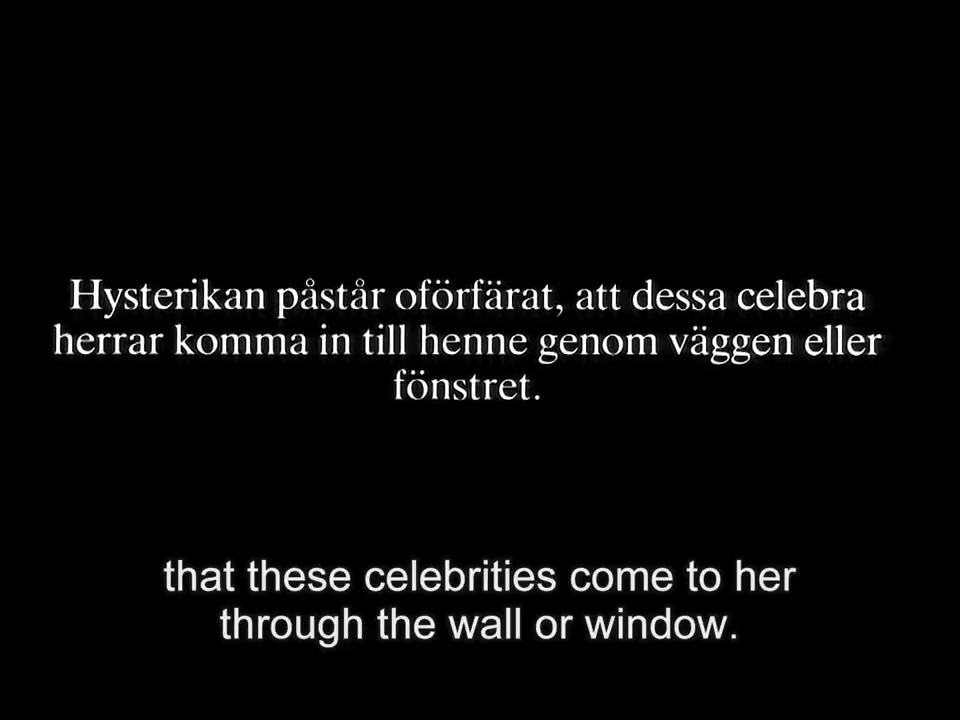 Hysterikan påstår oförfärat, att dessa celebra
herrar komma in till henne genom väggen eller
fönstret.
that these celebrities come to her
through the wall or window.